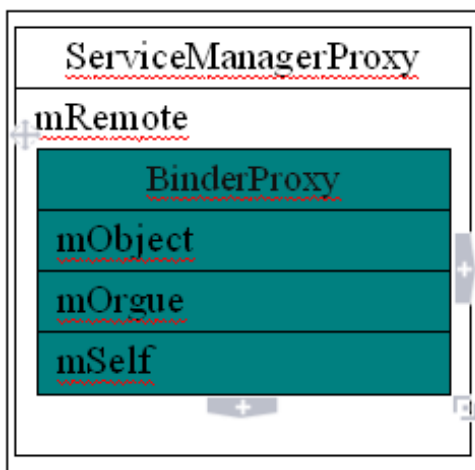 ServiceManagerProxy
mRemote
BinderProxy
mObject
mOrgue
mSelf